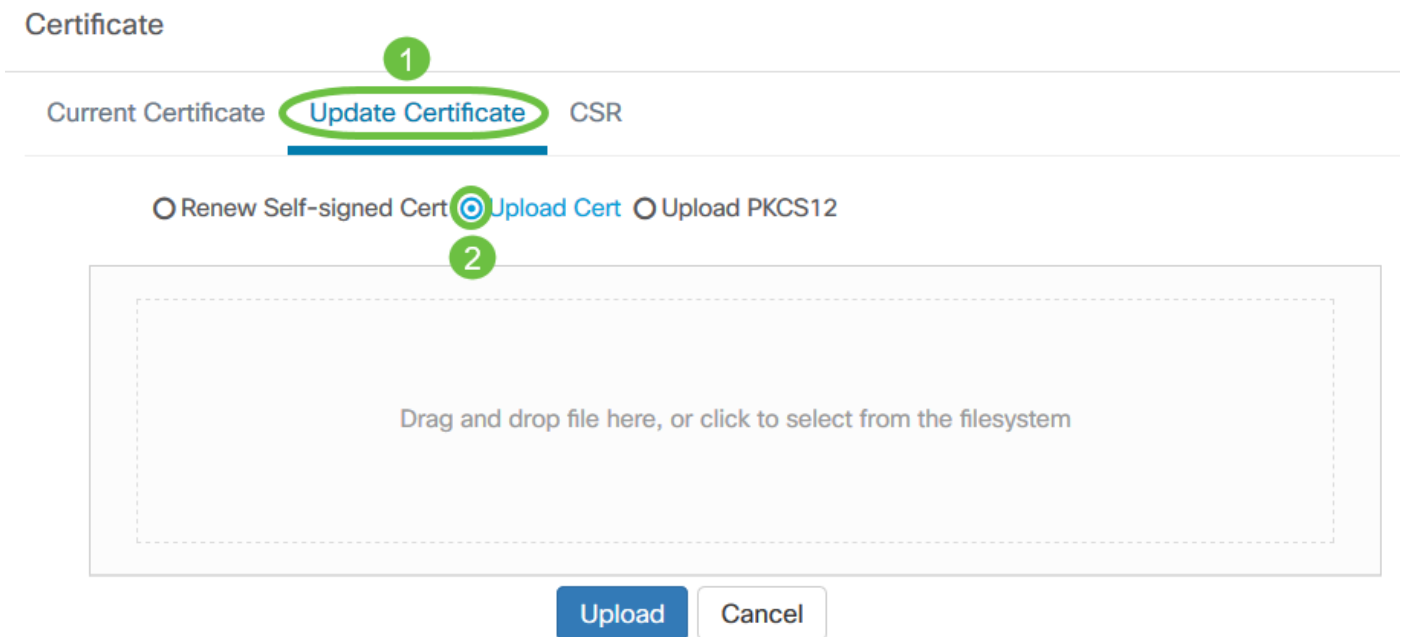 Certificate
1
Current Certificate Update Certificate CSR
Renew Self-signed Cert Upload Cert Upload PKCS12
2
Drag and drop file here, or click to select from the filesystem
Upload Cancel